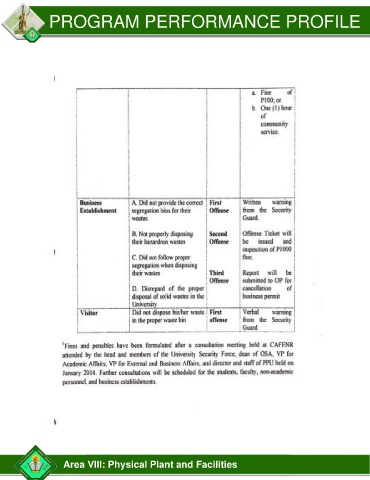 PROGRAM PERFORMANCE PROFILE
a. Fine of
P100; or
b. One (1) hour
of
community
service.
Business Establishment
A. Did not provide the correct
segregation bins for their
wastes
B. Not properly disposing
their hazardous wastes
C. Did not follow proper
segregation when disposing
their wastes
D. Disregard of the proper
disposal of solid wastes in the
University
First
Offense
Second
Offense
Third
Offense
Written warning
from the Security
Guard.
Offense Ticket will
be issued and
imposition of P1000
fine.
Report will be
submitted to OP for
cancellation of
business permit
Visitor
Did not dispose his/her waste
in the proper waste bin
First
offense
Verbal warning
from the Security
Guard
¹Fines and penalties have been formulated after a consultation meeting held at CAFENR
attended by the head and members of the University Security Force, dean of OSA, VP for
Academic Affairs, VP for External and Business Affairs, and director and staff of PPU held on
January 2014. Further consultations will be scheduled for the students, faculty, non-academic
personnel, and business establishments.
Area VIII: Physical Plant and Facilities